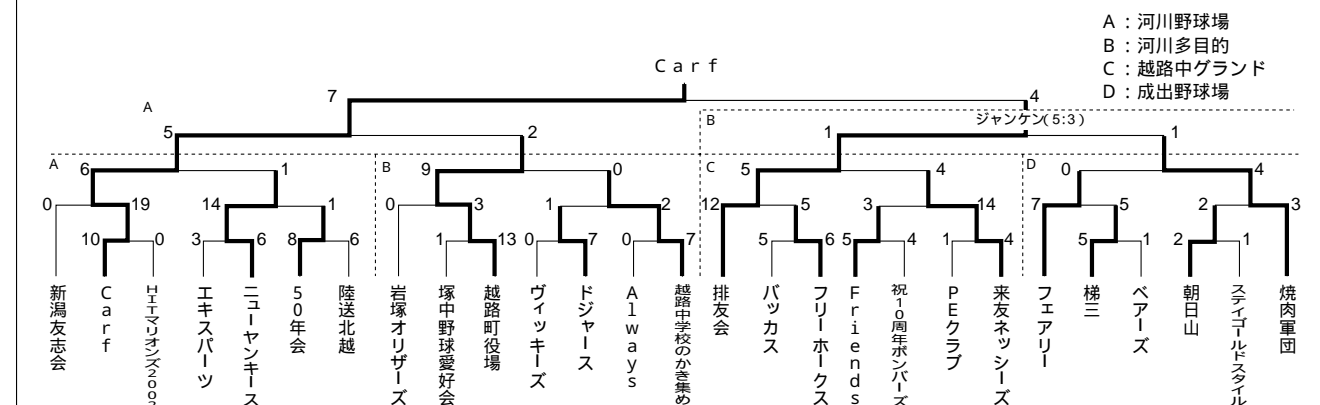 A：河川野球場
B：河川多目的
C：越路中グランド
D：成出野球場
Carf
7 4
A
B
ジャンケン(5:3)
5 2 1 1
A B C D
6 1 9 0 5 4 0 4
0 19 14 1 0 3 1 2 12 5 3 14 7 5 2 3
10 0 3 6 8 6 1 13 0 7 0 7 5 6 5 4 1 4 5 1 2 1
新潟友志会
Carf
エキスパーツ
ニューヤンキース
50年会
陸送北越
岩塚オリザーズ
塚中野球愛好会
越路町役場
ヴィッキーズ
ドジャース
Always
越路中学校のかき集め
排友会
バッカス
フリーホークス
Friends
祝10周年ボンバーズ
PEクラブ
来友ネッシーズ
フェアリー
梯三
ベアーズ
朝日山
ステイゴールドスタイル
焼肉軍団